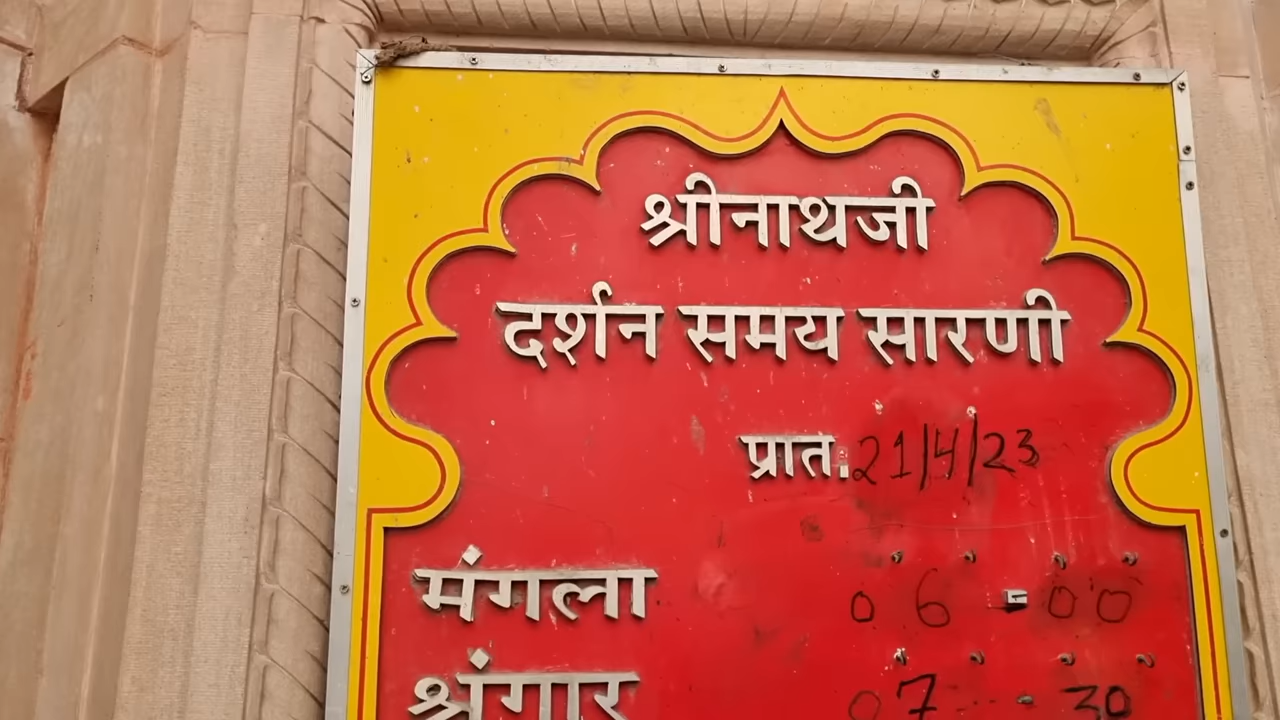 श्रीनाथजी
दर्शन समय सारणी
प्रात. 21/4/23
मंगला 06-00
श्रंगार 07-30